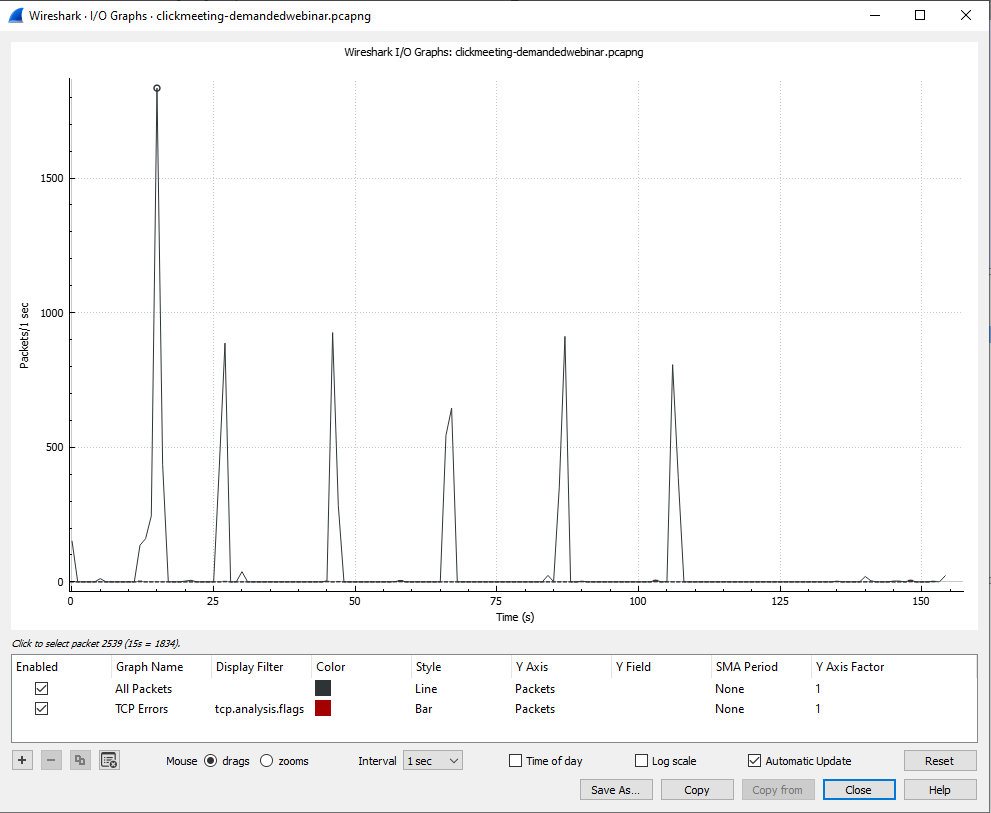 Wireshark · I/O Graphs · clickmeeting-demandedwebinar.pcapng
Wireshark I/O Graphs: clickmeeting-demandedwebinar.pcapng
Packets/1 sec
1500
1000
500
0
0 25 50 75 100 125 150
Time (s)
Click to select packet 2539 (15s = 1834).
Enabled Graph Name Display Filter Color Style Y Axis Y Field SMA Period Y Axis Factor
All Packets Line Packets None 1
TCP Errors tcp.analysis.flags Bar Packets None 1
Mouse drags zooms Interval 1 sec Time of day Log scale Automatic Update Reset
Save As... Copy Copy from Close Help